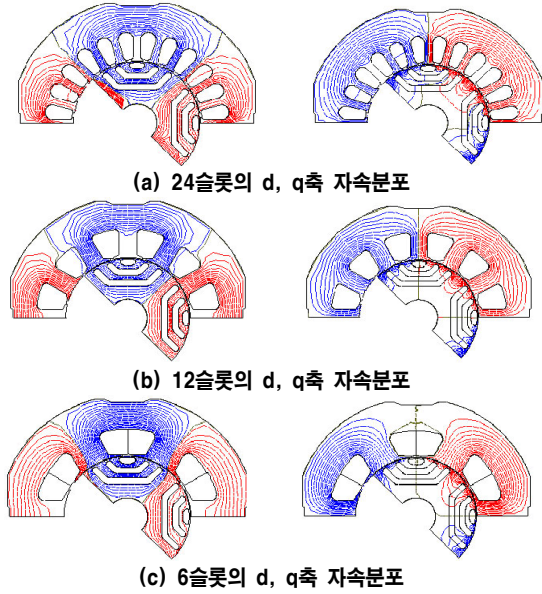 (a) 24슬롯의 d, q축 자속분포
(b) 12슬롯의 d, q축 자속분포
(c) 6슬롯의 d, q축 자속분포